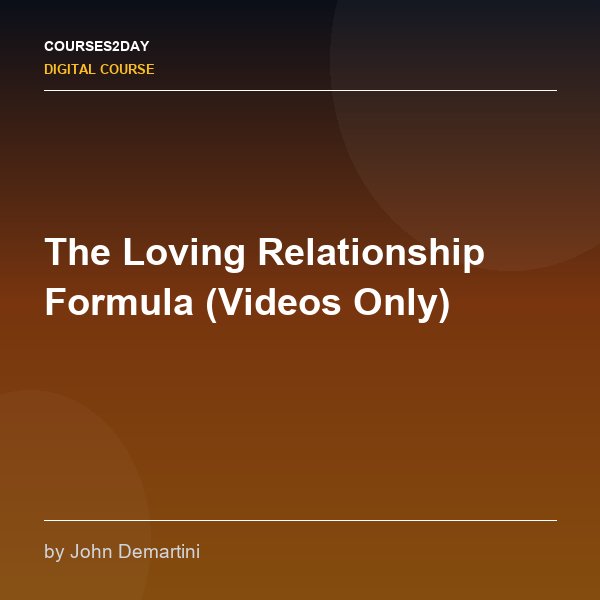 COURSES2DAY
DIGITAL COURSE
The Loving Relationship
Formula (Videos Only)
by John Demartini